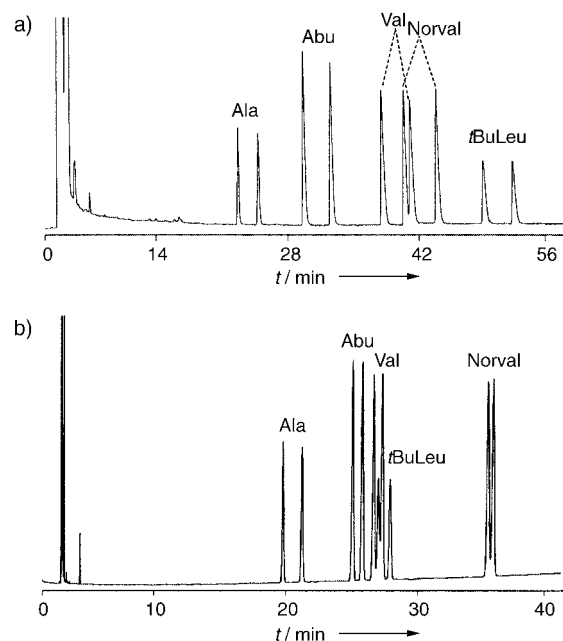 a)
Val
Norval
Abu
Ala
tBuLeu
0 14 28 42 56
t / min
b)
Abu
Val
Norval
Ala
tBuLeu
0 10 20 30 40
t / min